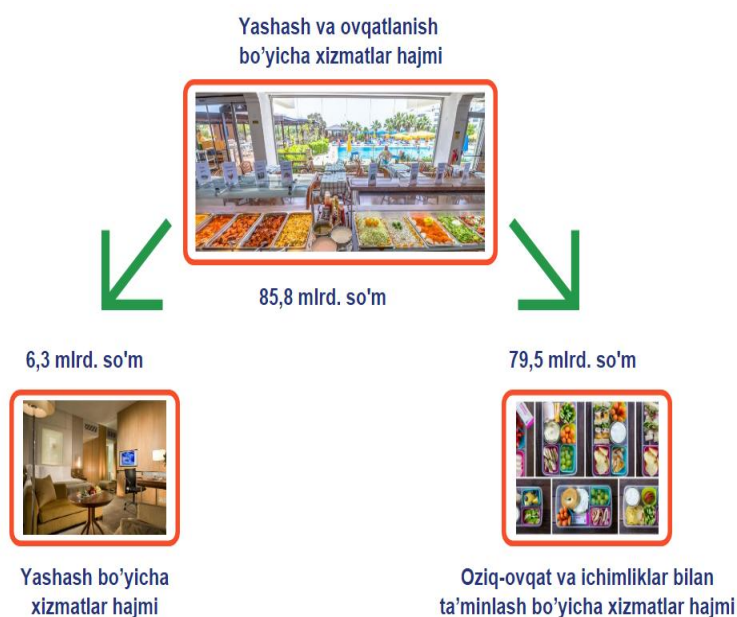 Yashash va ovqatlanish
bo’yicha xizmatlar hajmi
85,8 mlrd. so'm
6,3 mlrd. so'm
79,5 mlrd. so'm
Yashash bo’yicha
xizmatlar hajmi
Oziq-ovqat va ichimliklar bilan
ta’minlash bo’yicha xizmatlar hajmi